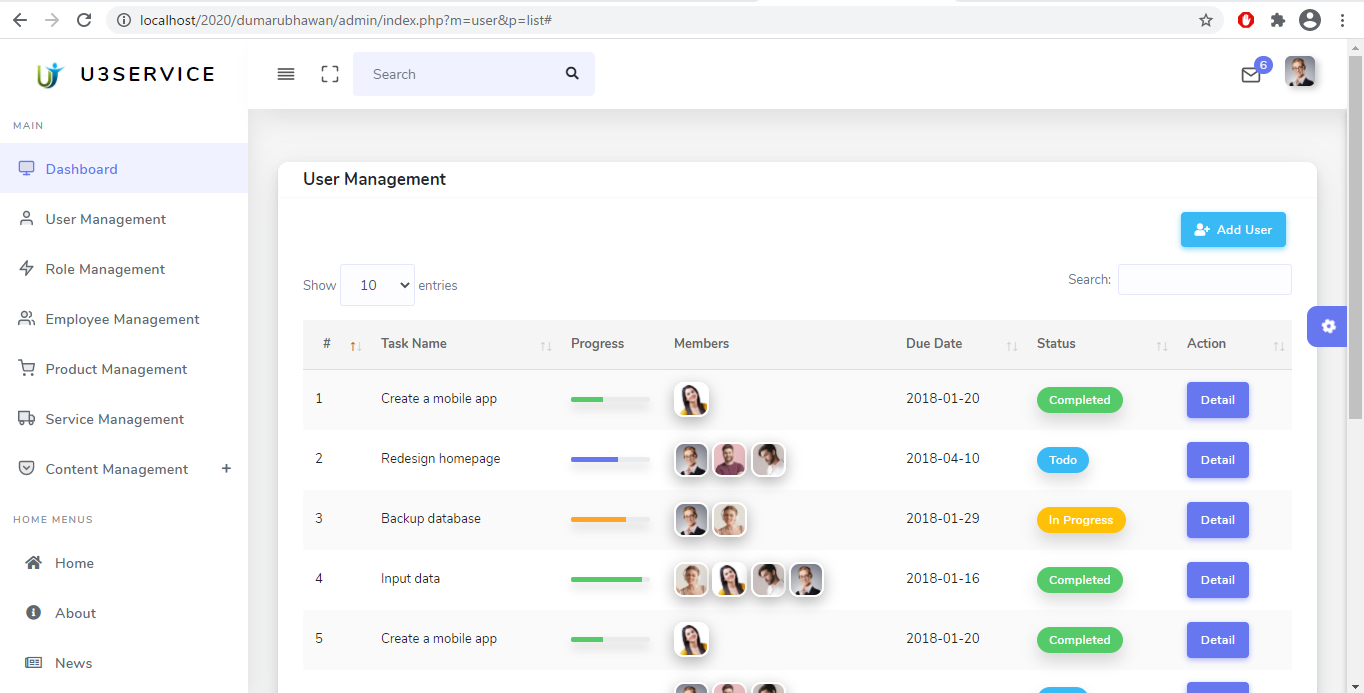 localhost/2020/dumarubhawan/admin/index.php?m=user&p=list#
U3SERVICE
Search
6
MAIN
Dashboard
User Management
Role Management
Employee Management
Product Management
Service Management
Content Management +
HOME MENUS
Home
About
News
User Management
Add User
Show 10 entries
Search:
# Task Name Progress Members Due Date Status Action
1 Create a mobile app 2018-01-20 Completed Detail
2 Redesign homepage 2018-04-10 Todo Detail
3 Backup database 2018-01-29 In Progress Detail
4 Input data 2018-01-16 Completed Detail
5 Create a mobile app 2018-01-20 Completed Detail